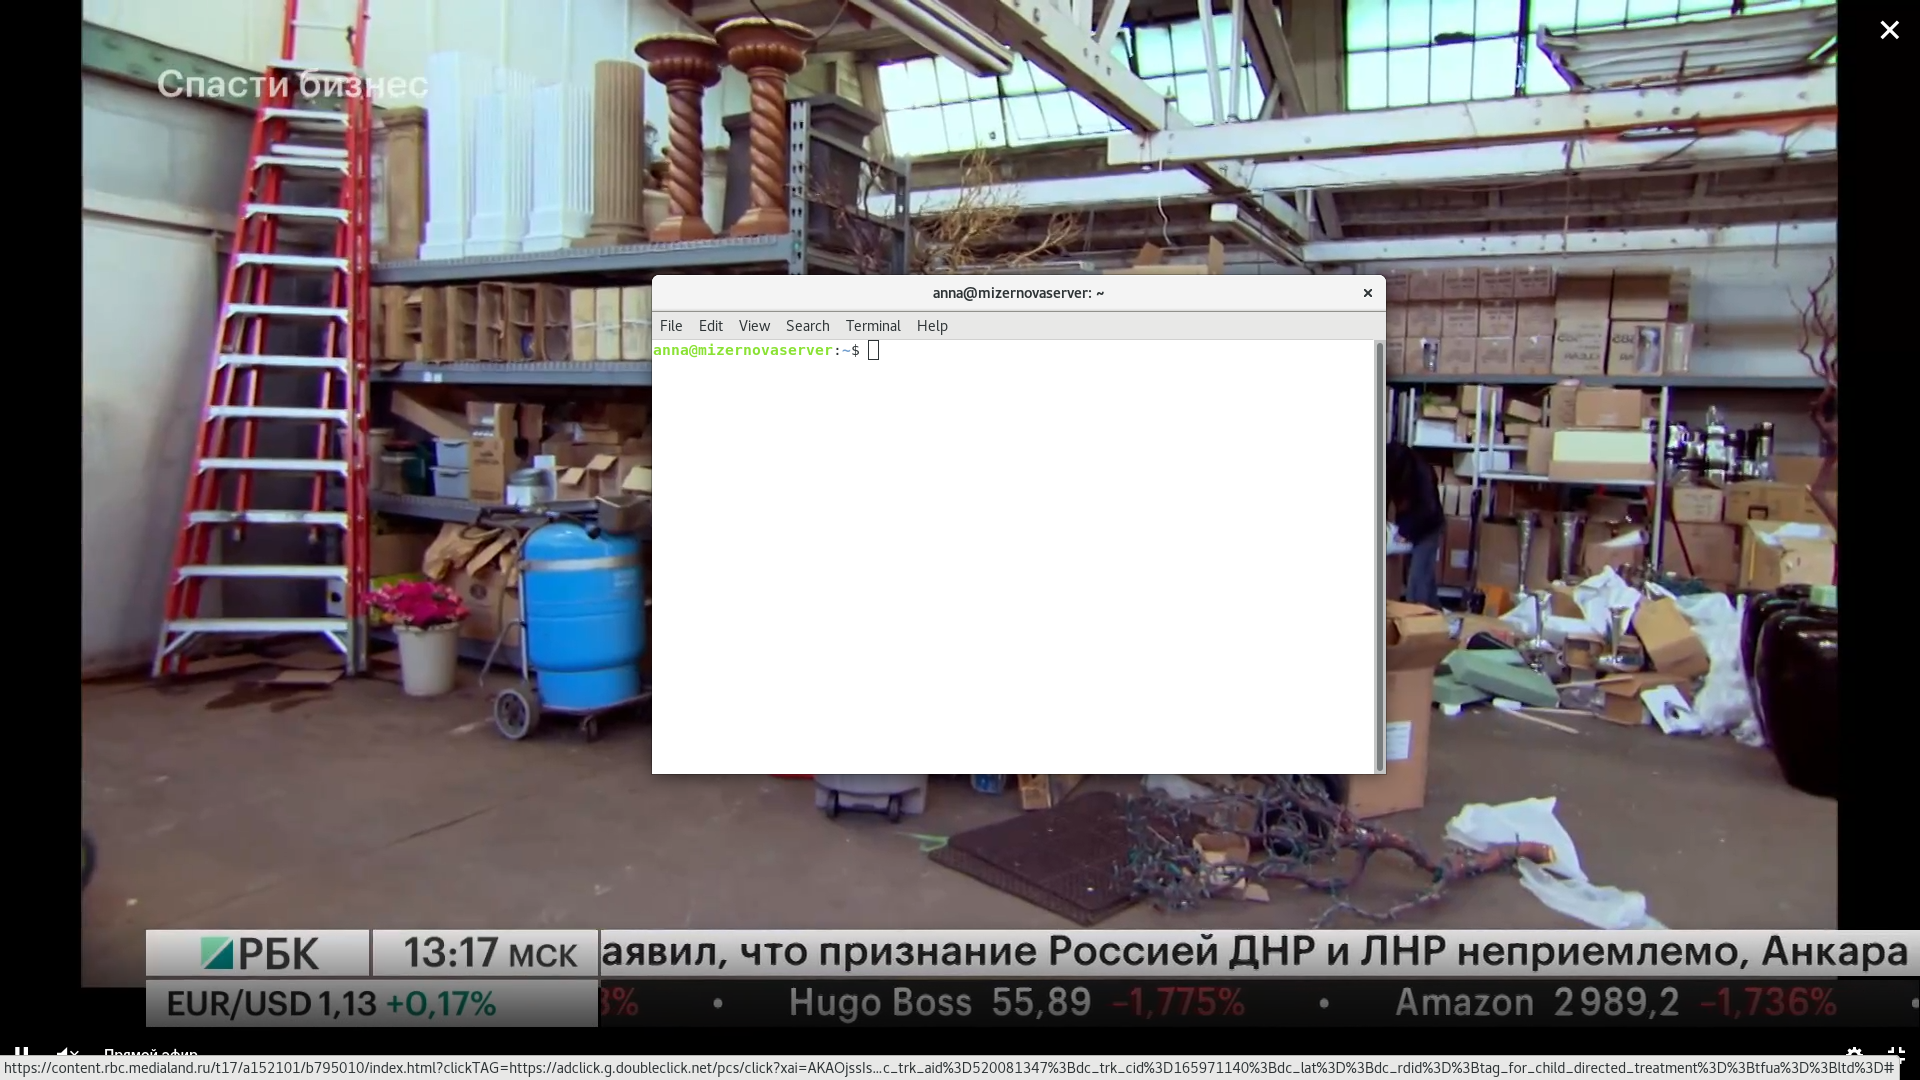 Спасти бизнес
anna@mizernovaserver: ~
File Edit View Search Terminal Help
anna@mizernovaserver:~$
РБК 13:17 МСК аявил, что признание Россией ДНР и ЛНР неприемлемо, Анкара
EUR/USD 1,13 +0,17% % • Hugo Boss 55,89 −1,775% • Amazon 2 989,2 −1,736% •
Прямой эфир
https://content.rbc.medialand.ru/t17/a152101/b795010/index.html?clickTAG=https://adclick.g.doubleclick.net/pcs/click?xai=AKAOjssIs...c_trk_aid%3D520081347%3Bdc_trk_cid%3D165971140%3Bdc_lat%3D%3Bdc_rdid%3D%3Btag_for_child_directed_treatment%3D%3Btfua%3D%3Bltd%3D#